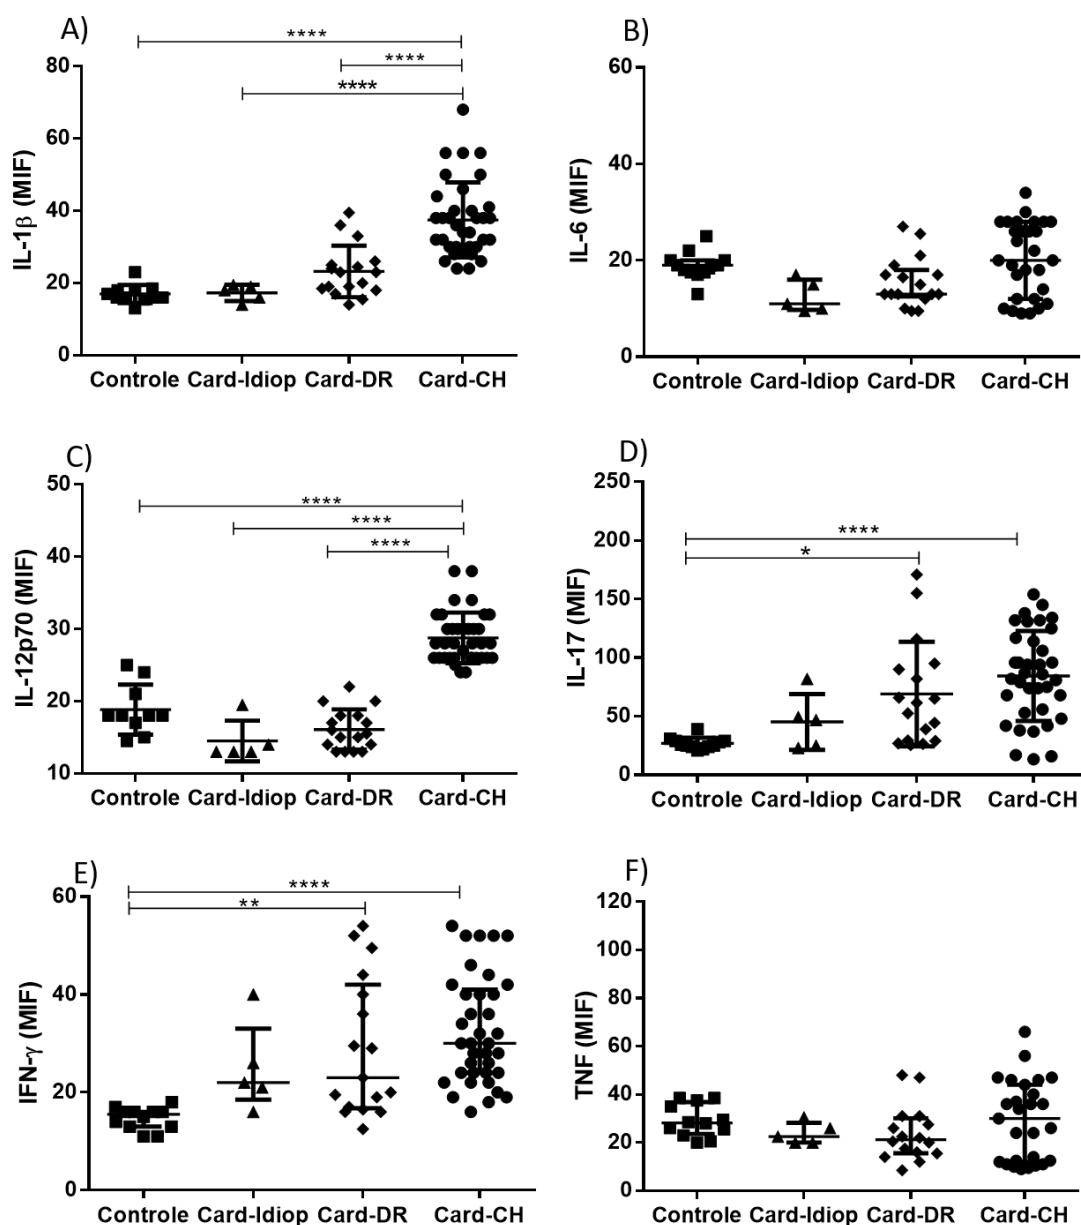 A)
****
****
****
80
60
40
20
0
IL-1β (MIF)
Controle Card-Idiop Card-DR Card-CH
B)
60
40
20
0
IL-6 (MIF)
Controle Card-Idiop Card-DR Card-CH
C)
****
****
****
50
40
30
20
10
IL-12p70 (MIF)
Controle Card-Idiop Card-DR Card-CH
D)
****
*
250
200
150
100
50
0
IL-17 (MIF)
Controle Card-Idiop Card-DR Card-CH
E)
****
**
60
40
20
0
IFN-γ (MIF)
Controle Card-Idiop Card-DR Card-CH
F)
120
100
80
60
40
20
0
TNF (MIF)
Controle Card-Idiop Card-DR Card-CH